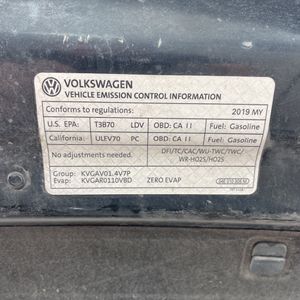 VOLKSWAGEN
VEHICLE EMISSION CONTROL INFORMATION
Conforms to regulations: 2019 MY
U.S. EPA: T3B70 LDV OBD: CA II Fuel: Gasoline
California: ULEV70 PC OBD: CA II Fuel: Gasoline
No adjustments needed. DFI/TC/CAC/WU-TWC/TWC/
WR-HO2S/HO2S
Group: KVGAV01.4V7P
Evap: KVGAR0110VBD ZERO EVAP